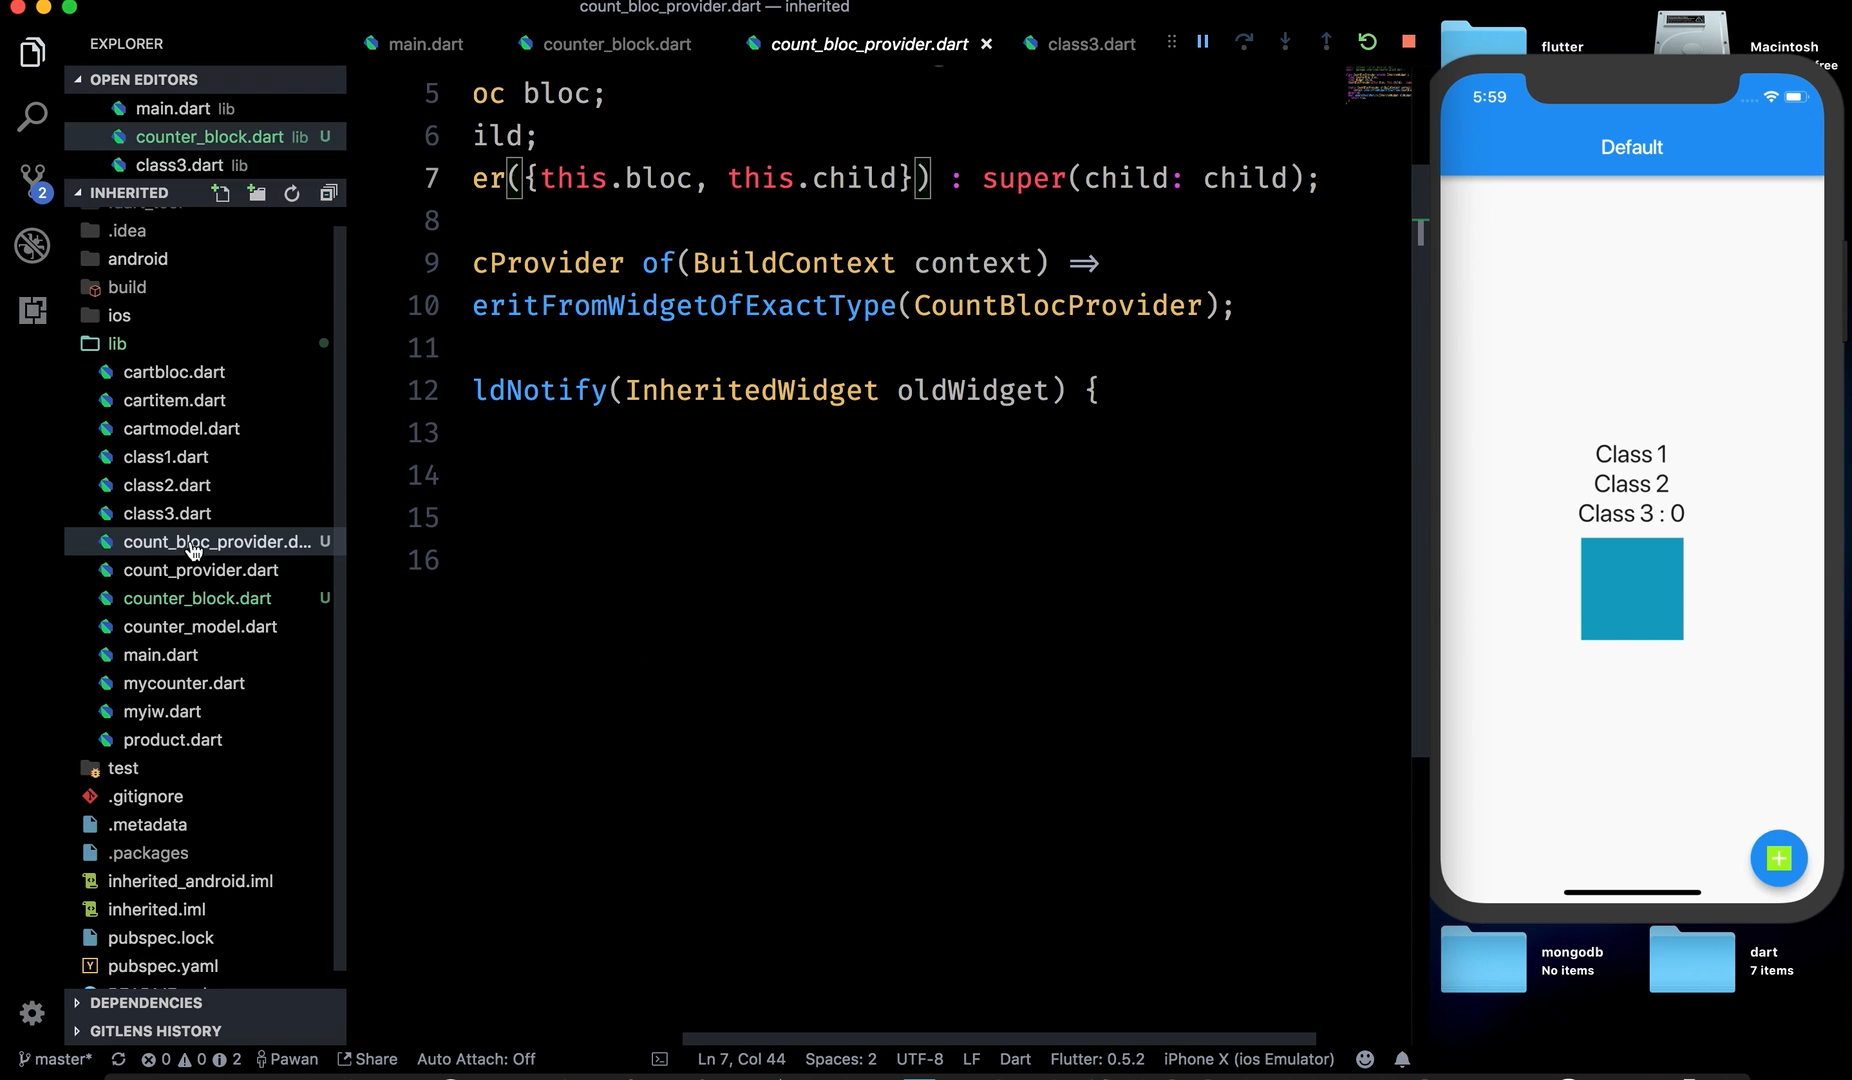 count_bloc_provider.dart — inherited
EXPLORER
main.dart
counter_block.dart
count_bloc_provider.dart
class3.dart
OPEN EDITORS
main.dart lib
counter_block.dart lib U
class3.dart lib
INHERITED
.idea
android
build
ios
lib
cartbloc.dart
cartitem.dart
cartmodel.dart
class1.dart
class2.dart
class3.dart
count_bloc_provider.d... U
count_provider.dart
counter_block.dart U
counter_model.dart
main.dart
mycounter.dart
myiw.dart
product.dart
test
.gitignore
.metadata
.packages
inherited_android.iml
inherited.iml
pubspec.lock
pubspec.yaml
DEPENDENCIES
GITLENS HISTORY
2
5 oc bloc;
6 ild;
7 er({this.bloc, this.child}) : super(child: child);
8
9 cProvider of(BuildContext context) =>
10 eritFromWidgetOfExactType(CountBlocProvider);
11
12 ldNotify(InheritedWidget oldWidget) {
13
14
15
16
flutter
Macintosh
free
5:59
Default
Class 1
Class 2
Class 3 : 0
mongodb
No items
dart
7 items
master* 0 0 2 Pawan Share Auto Attach: Off Ln 7, Col 44 Spaces: 2 UTF-8 LF Dart Flutter: 0.5.2 iPhone X (ios Emulator)